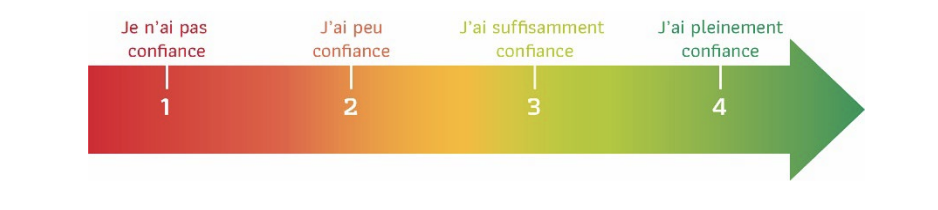 Je n'ai pas
confiance
J'ai peu
confiance
J'ai suffisamment
confiance
J'ai pleinement
confiance
1
2
3
4